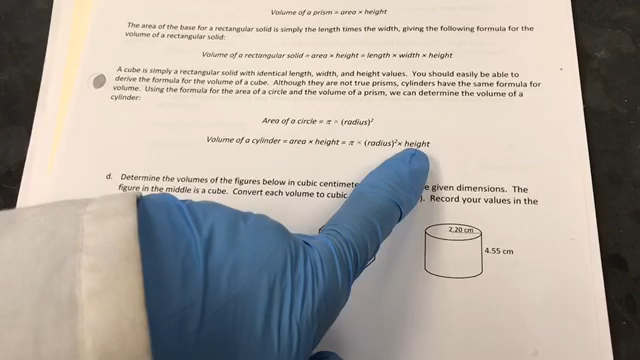 Volume of a prism = area × height
The area of the base for a rectangular solid is simply the length times the width, giving the following formula for the
volume of a rectangular solid:
Volume of a rectangular solid = area × height = length × width × height
A cube is simply a rectangular solid with identical length, width, and height values. You should easily be able to
derive the formula for the volume of a cube. Although they are not true prisms, cylinders have the same formula for
volume. Using the formula for the area of a circle and the volume of a prism, we can determine the volume of a
cylinder:
Area of a circle = π × (radius)²
Volume of a cylinder = area × height = π × (radius)² × height
d. Determine the volumes of the figures below in cubic given dimensions. The
figure in the middle is a cube. Convert each volume to cubic ). Record your values in the
2.20 cm
4.55 cm